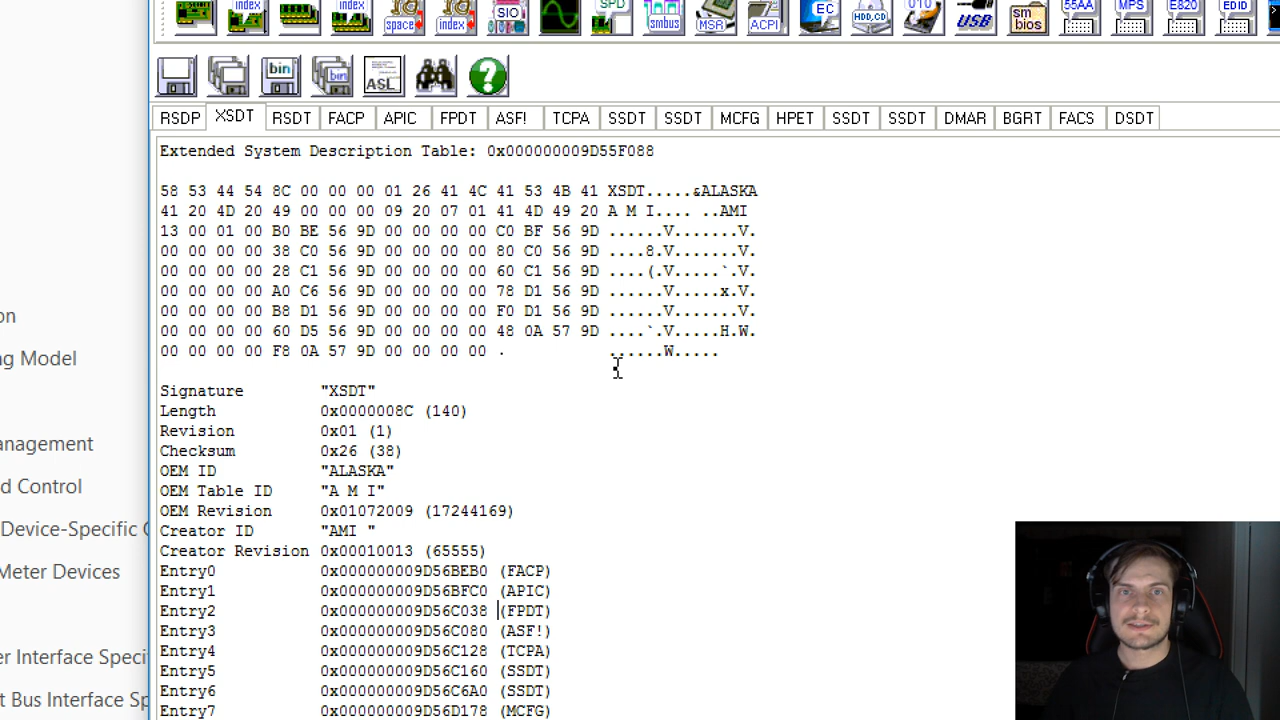 index
index
IO
space
IO
index
SIO
SPD
smbus
MSR
ACPI
EC
HDD,CD
010
USB
sm
bios
55AA
MPS
E820
EDID
bin
bin
ASL
?
RSDP XSDT RSDT FACP APIC FPDT ASF! TCPA SSDT SSDT MCFG HPET SSDT SSDT DMAR BGRT FACS DSDT
Extended System Description Table: 0x000000009D55F088
58 53 44 54 8C 00 00 00 01 26 41 4C 41 53 4B 41 XSDT.....&ALASKA
41 20 4D 20 49 00 00 00 09 20 07 01 41 4D 49 20 A M I.... ..AMI
13 00 01 00 B0 BE 56 9D 00 00 00 00 C0 BF 56 9D ......V.......V.
00 00 00 00 38 C0 56 9D 00 00 00 00 80 C0 56 9D ....8.V.......V.
00 00 00 00 28 C1 56 9D 00 00 00 00 60 C1 56 9D ....(.V.....`.V.
00 00 00 00 A0 C6 56 9D 00 00 00 00 78 D1 56 9D ......V.....x.V.
00 00 00 00 B8 D1 56 9D 00 00 00 00 F0 D1 56 9D ......V.......V.
00 00 00 00 60 D5 56 9D 00 00 00 00 48 0A 57 9D ....`.V.....H.W.
00 00 00 00 F8 0A 57 9D 00 00 00 00 . ......W.....
Signature "XSDT"
Length 0x0000008C (140)
Revision 0x01 (1)
Checksum 0x26 (38)
OEM ID "ALASKA"
OEM Table ID "A M I"
OEM Revision 0x01072009 (17244169)
Creator ID "AMI "
Creator Revision 0x00010013 (65555)
Entry0 0x000000009D56BEB0 (FACP)
Entry1 0x000000009D56BFC0 (APIC)
Entry2 0x000000009D56C038 (FPDT)
Entry3 0x000000009D56C080 (ASF!)
Entry4 0x000000009D56C128 (TCPA)
Entry5 0x000000009D56C160 (SSDT)
Entry6 0x000000009D56C6A0 (SSDT)
Entry7 0x000000009D56D178 (MCFG)
on
ng Model
anagement
d Control
Device-Specific C
Meter Devices
er Interface Speci
t Bus Interface Sp